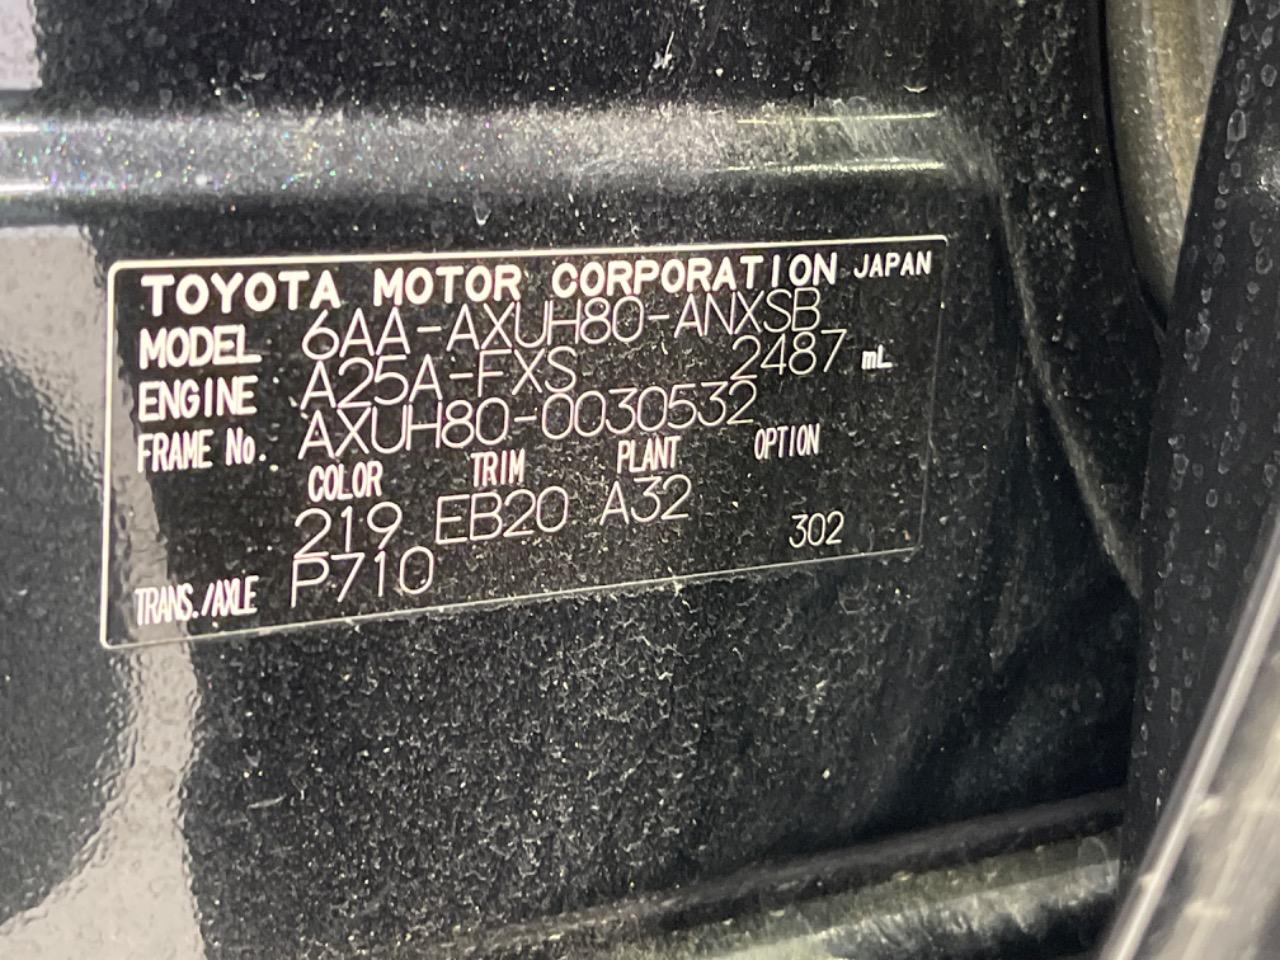 TOYOTA MOTOR CORPORATION JAPAN
MODEL 6AA-AXUH80-ANXSB
ENGINE A25A-FXS 2487 mL
FRAME No. AXUH80-0030532
COLOR TRIM PLANT OPTION
219 EB20 A32 302
TRANS./AXLE P710